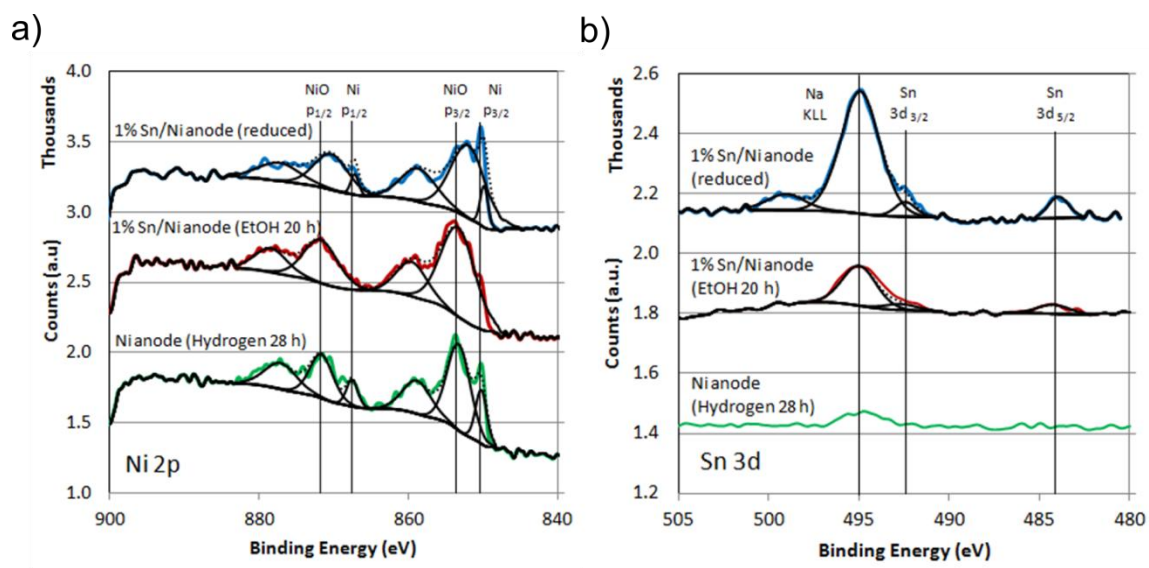 a)
Thousands
Counts (a.u)
4.0
3.5
3.0
2.5
2.0
1.5
1.0
NiO
p1/2
Ni
p1/2
NiO
p3/2
Ni
p3/2
1% Sn/Ni anode (reduced)
1% Sn/Ni anode (EtOH 20 h)
Ni anode (Hydrogen 28 h)
Ni 2p
900
880
860
840
Binding Energy (eV)
b)
Thousands
Counts (a.u.)
2.6
2.4
2.2
2.0
1.8
1.6
1.4
1.2
Na
KLL
Sn
3d 3/2
Sn
3d 5/2
1% Sn/Ni anode
(reduced)
1% Sn/Ni anode
(EtOH 20 h)
Ni anode
(Hydrogen 28 h)
Sn 3d
505
500
495
490
485
480
Binding Energy (eV)